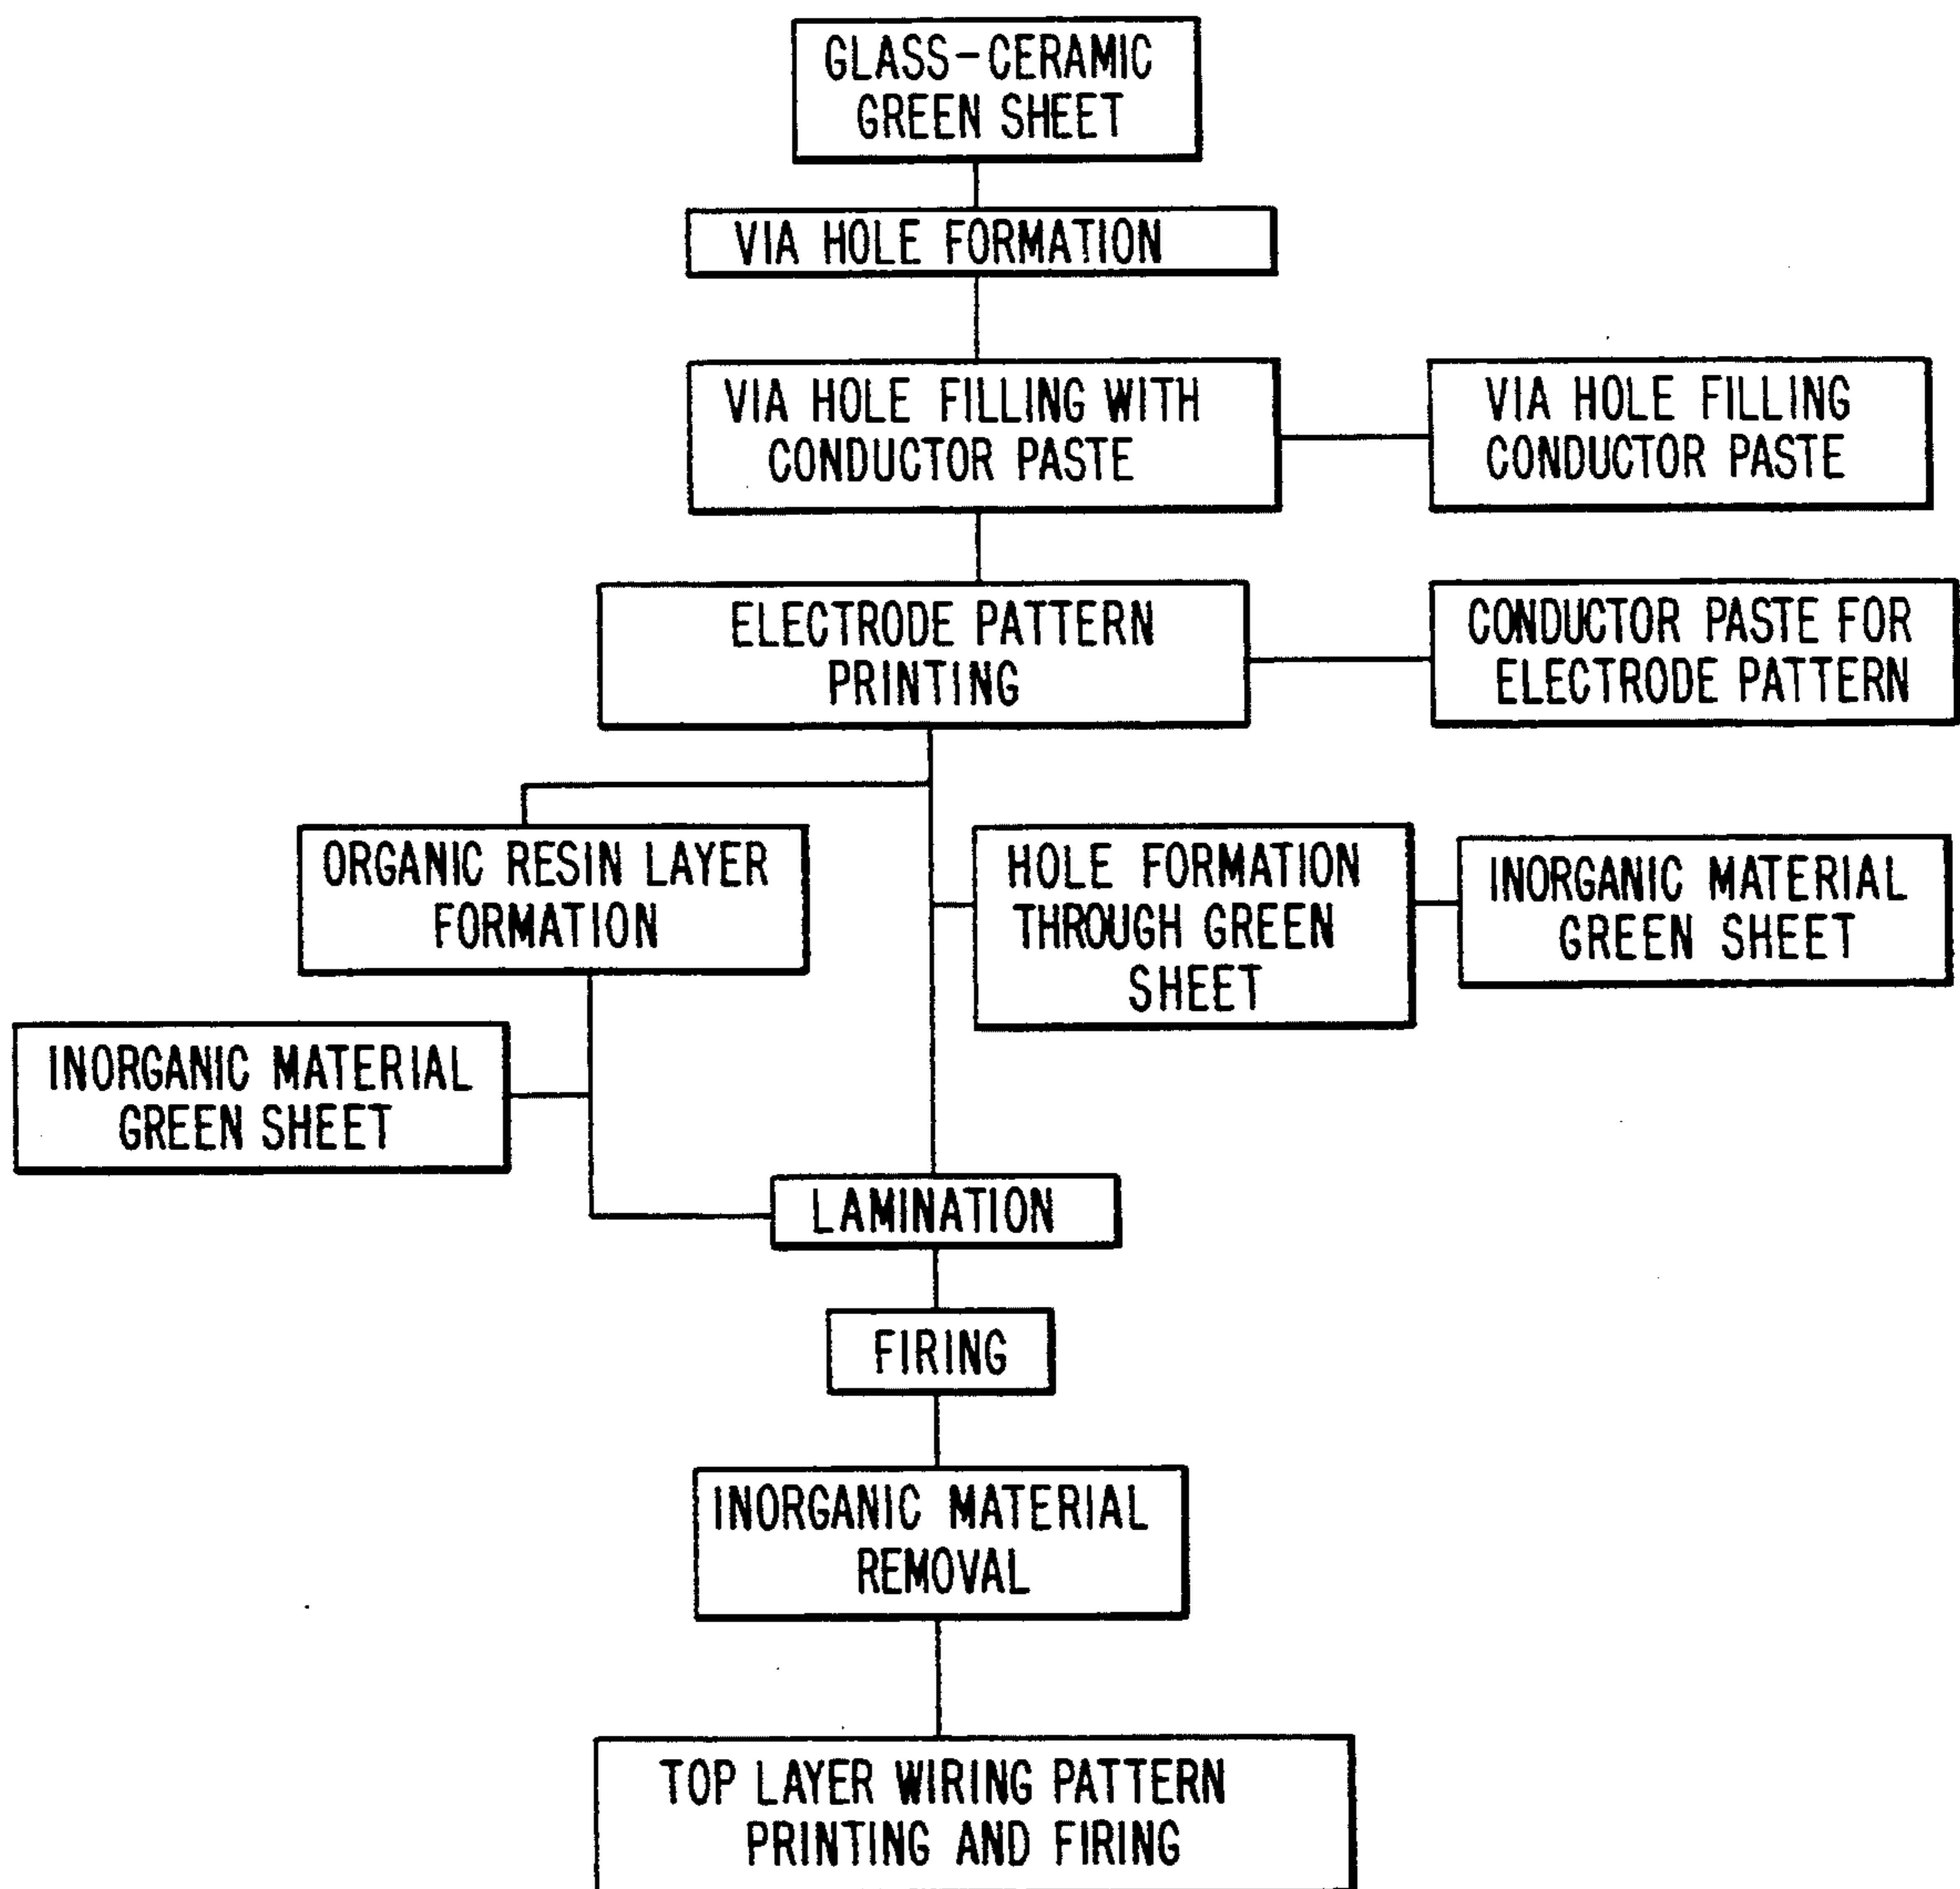 GLASS-CERAMIC
GREEN SHEET
VIA HOLE FORMATION
VIA HOLE FILLING WITH
CONDUCTOR PASTE
VIA HOLE FILLING
CONDUCTOR PASTE
ELECTRODE PATTERN
PRINTING
CONDUCTOR PASTE FOR
ELECTRODE PATTERN
ORGANIC RESIN LAYER
FORMATION
HOLE FORMATION
THROUGH GREEN
SHEET
INORGANIC MATERIAL
GREEN SHEET
INORGANIC MATERIAL
GREEN SHEET
LAMINATION
FIRING
INORGANIC MATERIAL
REMOVAL
TOP LAYER WIRING PATTERN
PRINTING AND FIRING